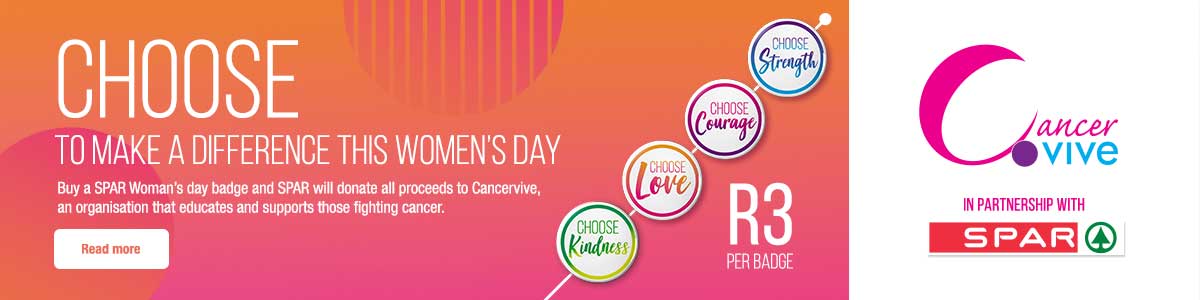 CHOOSE
TO MAKE A DIFFERENCE THIS WOMEN'S DAY
Buy a SPAR Woman's day badge and SPAR will donate all proceeds to Cancervive,
an organisation that educates and supports those fighting cancer.
Read more
CHOOSE
Strength
CHOOSE
Courage
CHOOSE
Love
CHOOSE
Kindness
R3
PER BADGE
Cancer
vive
IN PARTNERSHIP WITH
SPAR